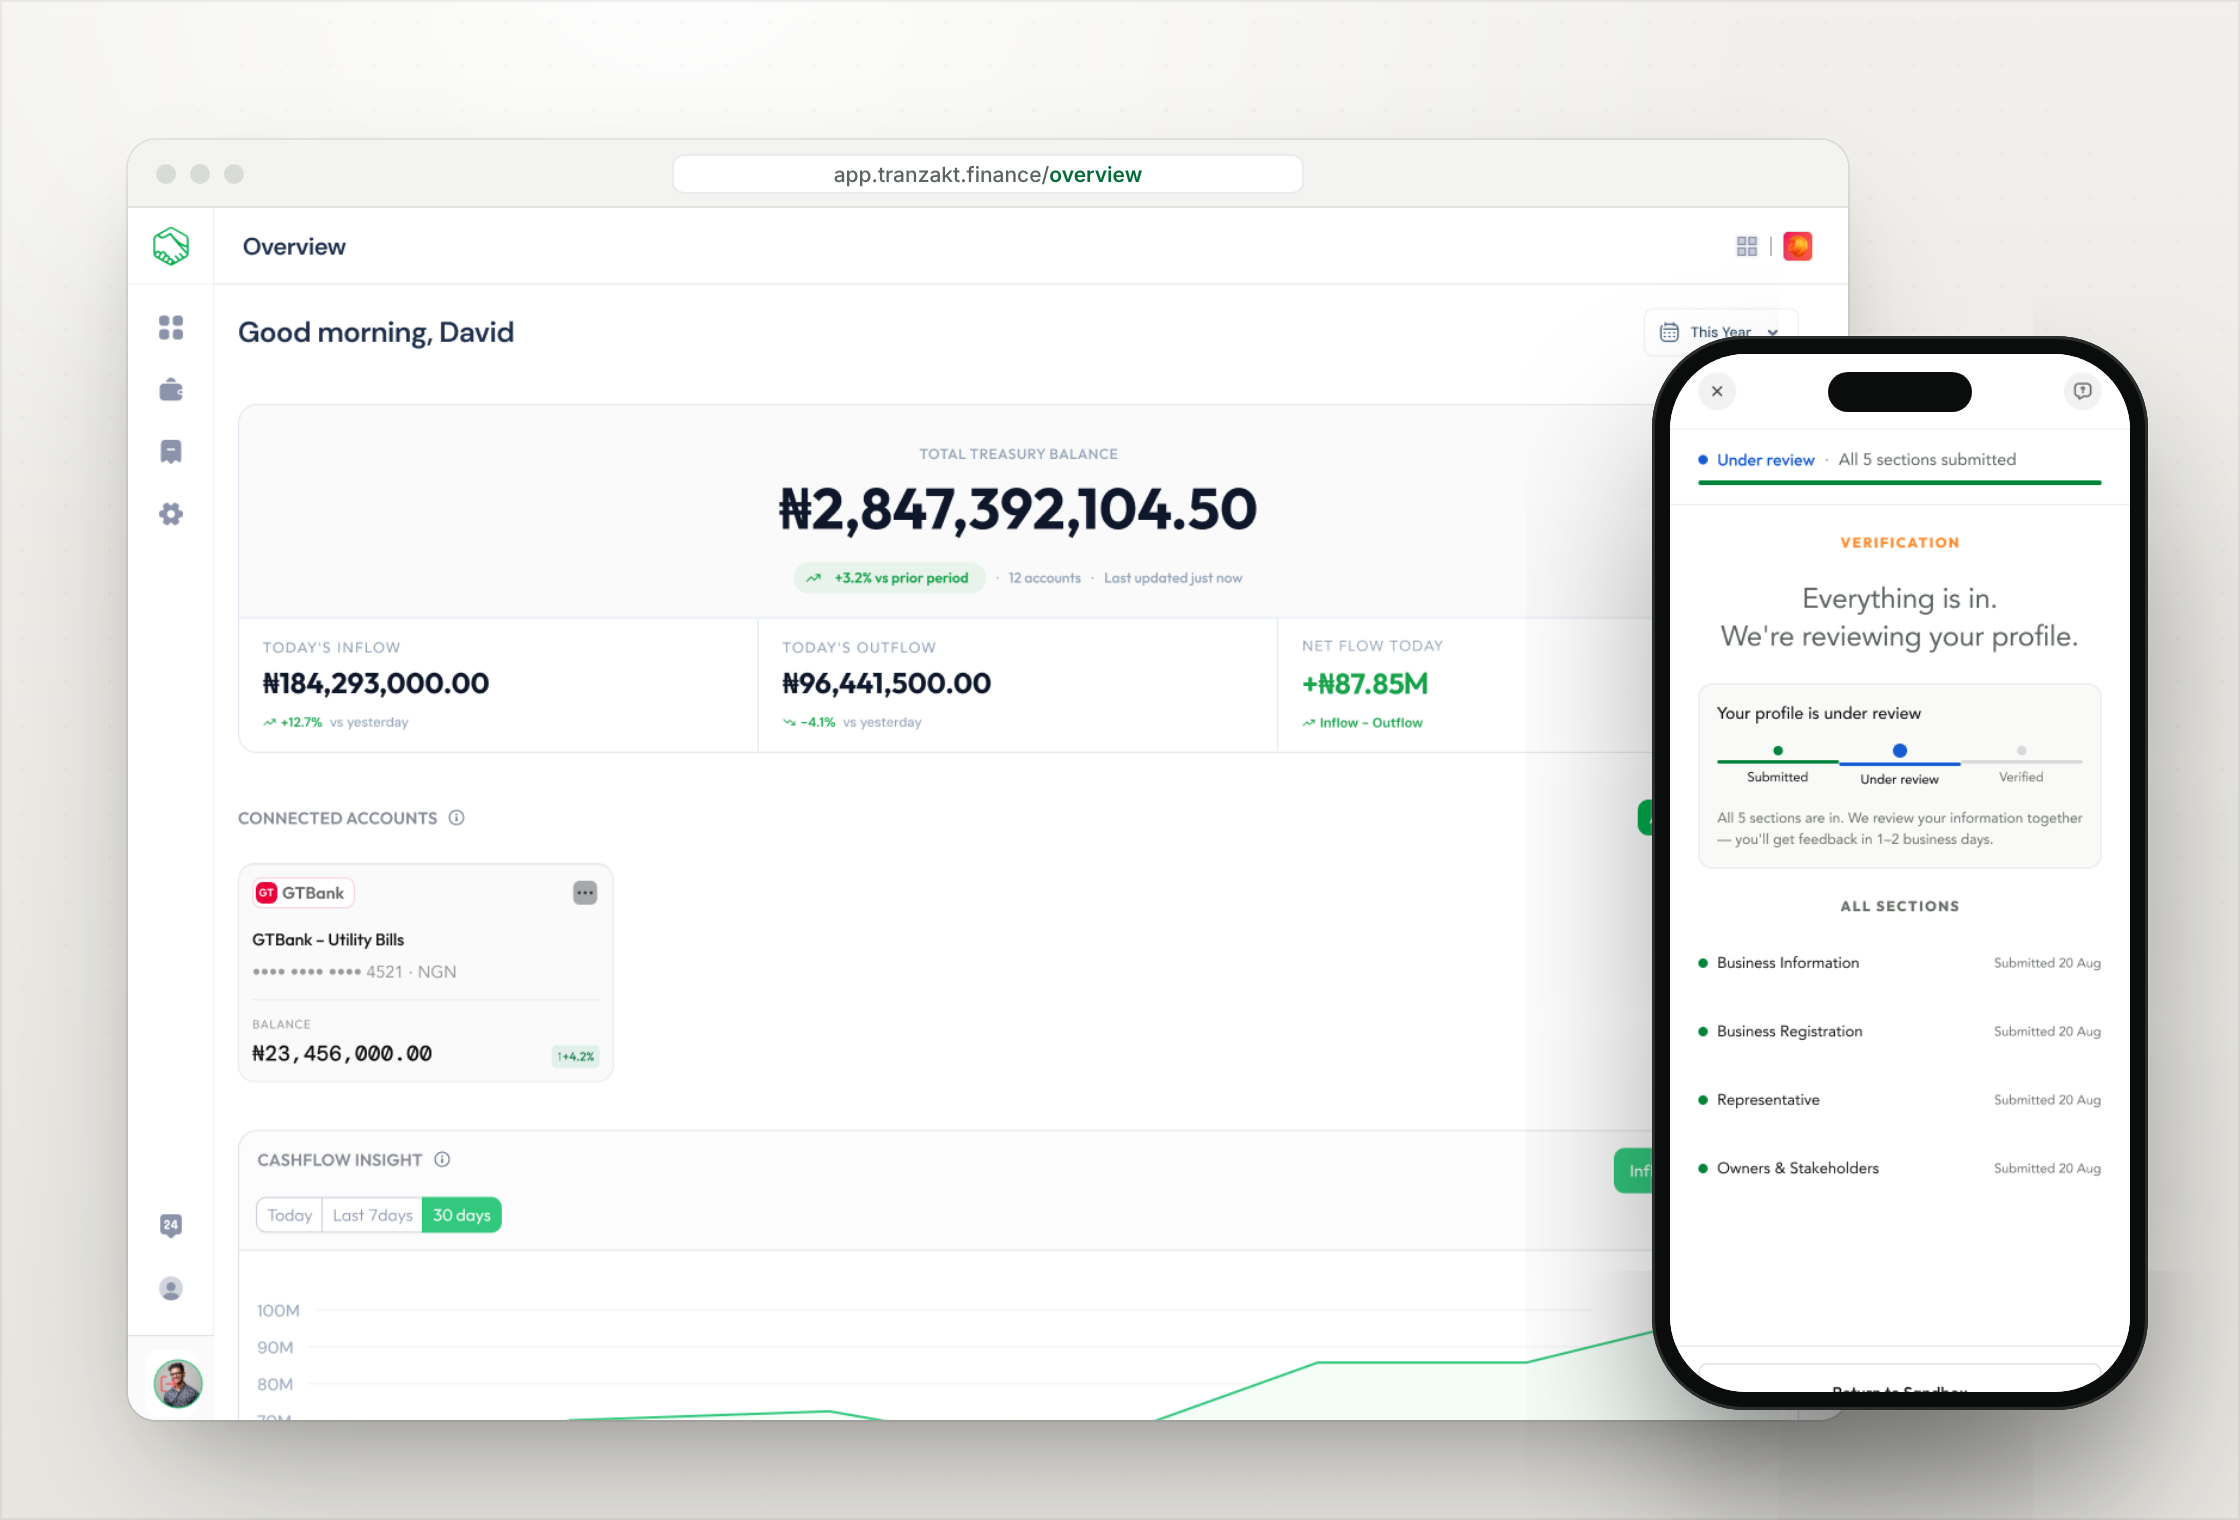 app.tranzakt.finance/overview
Overview
Good morning, David
This Year
TOTAL TREASURY BALANCE
₦2,847,392,104.50
+3.2% vs prior period · 12 accounts · Last updated just now
TODAY'S INFLOW
₦184,293,000.00
+12.7% vs yesterday
TODAY'S OUTFLOW
₦96,441,500.00
-4.1% vs yesterday
NET FLOW TODAY
+₦87.85M
Inflow - Outflow
CONNECTED ACCOUNTS
GT GTBank
GTBank – Utility Bills
•••• •••• •••• 4521 · NGN
BALANCE
₦23,456,000.00
↑+4.2%
CASHFLOW INSIGHT
Today
Last 7days
30 days
100M
90M
80M
70M
24
Under review · All 5 sections submitted
VERIFICATION
Everything is in.
We're reviewing your profile.
Your profile is under review
Submitted
Under review
Verified
All 5 sections are in. We review your information together
— you'll get feedback in 1–2 business days.
ALL SECTIONS
Business Information Submitted 20 Aug
Business Registration Submitted 20 Aug
Representative Submitted 20 Aug
Owners & Stakeholders Submitted 20 Aug
Return to Sandbox